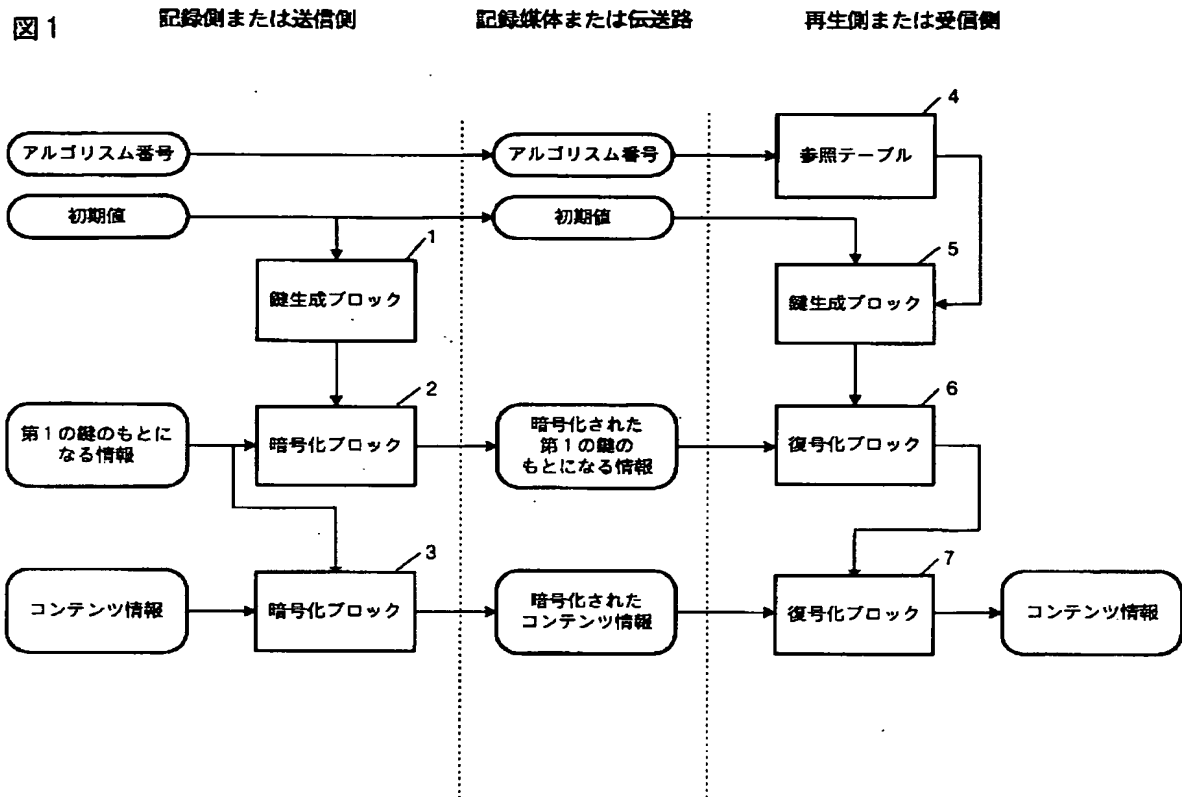 図1
記録側または送信側
記録媒体または伝送路
再生側または受信側
アルゴリスム番号
アルゴリスム番号
4
参照テーブル
初期値
初期値
1
鍵生成ブロック
5
鍵生成ブロック
第1の鍵のもとに
なる情報
2
暗号化ブロック
暗号化された
第1の鍵の
もとになる情報
6
復号化ブロック
コンテンツ情報
3
暗号化ブロック
暗号化された
コンテンツ情報
7
復号化ブロック
コンテンツ情報